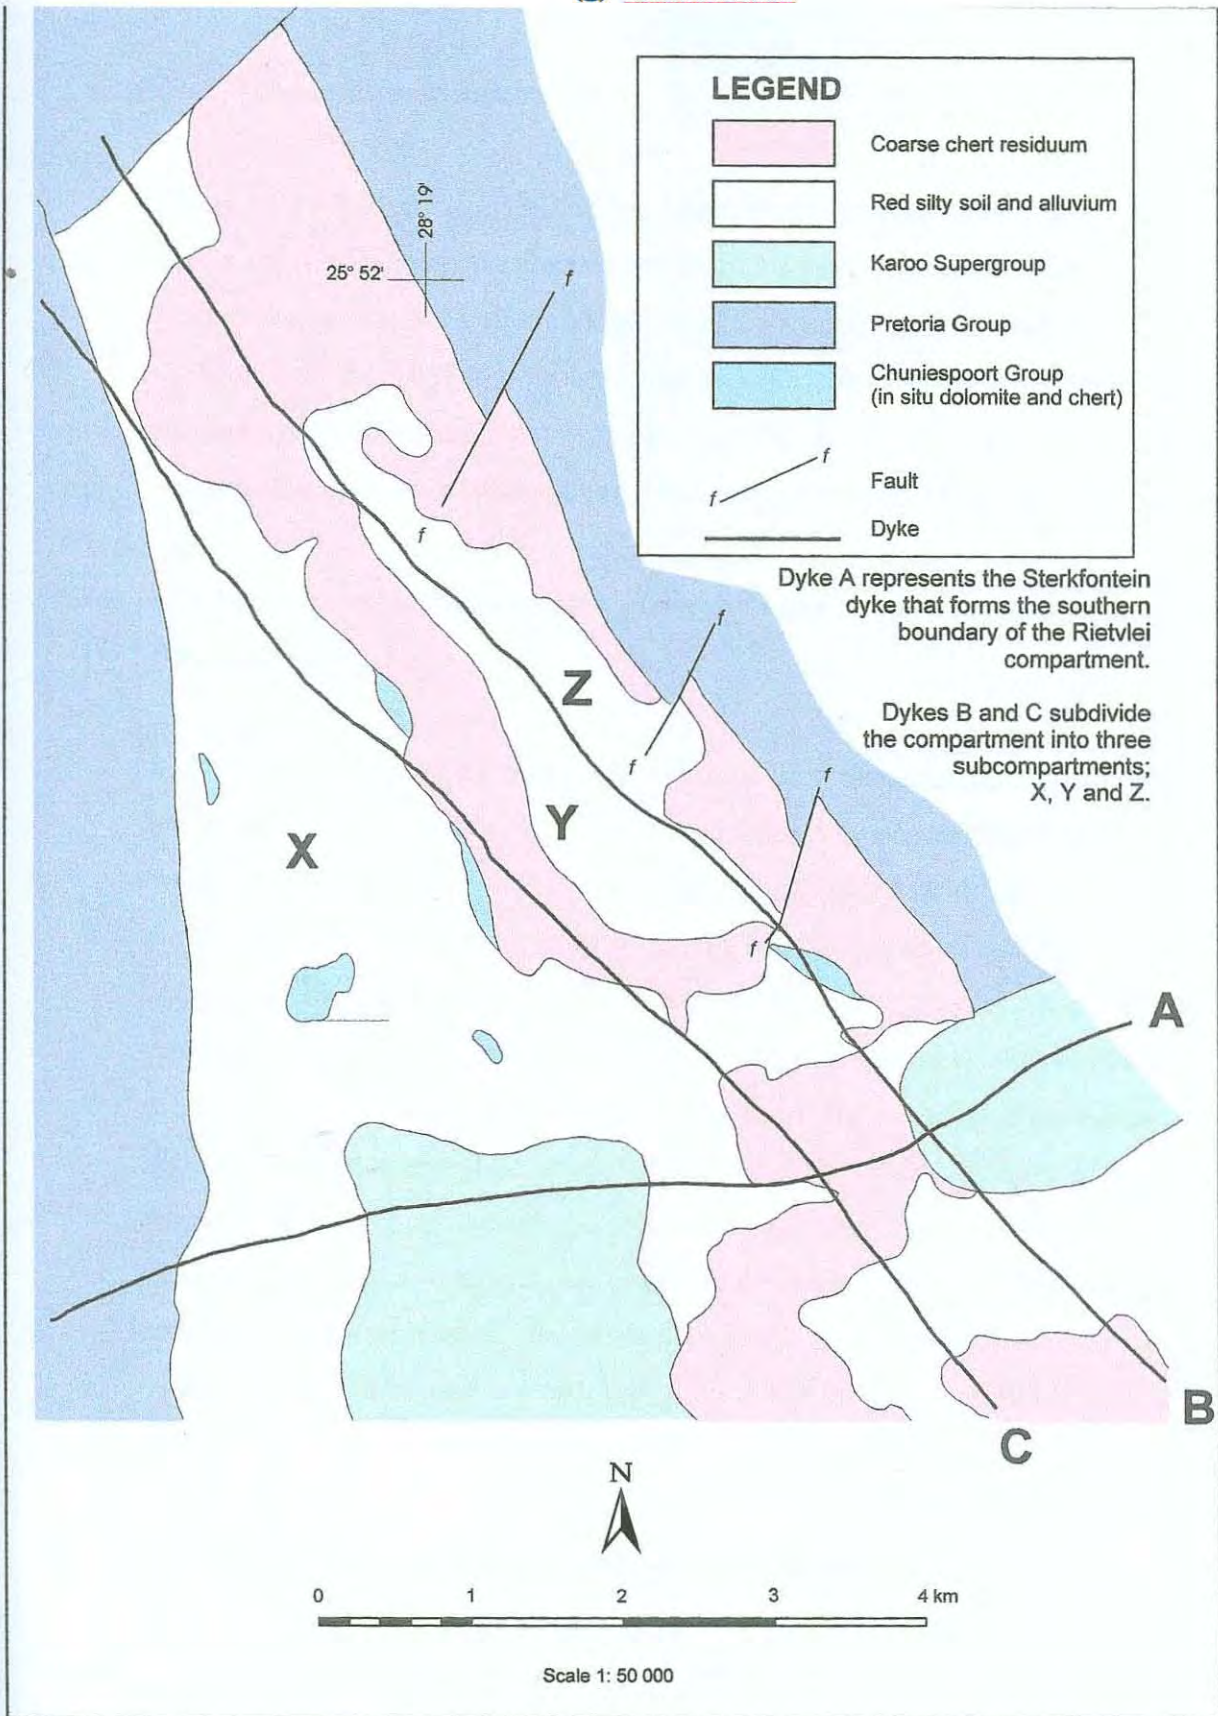 LEGEND
Coarse chert residuum
Red silty soil and alluvium
Karoo Supergroup
Pretoria Group
Chuniespoort Group
(in situ dolomite and chert)
f
f
Fault
Dyke
Dyke A represents the Sterkfontein
dyke that forms the southern
boundary of the Rietvlei
compartment.
Dykes B and C subdivide
the compartment into three
subcompartments;
X, Y and Z.
28° 19'
25° 52'
f
f
f
f
f
f
Z
Y
X
A
B
C
N
0 1 2 3 4 km
Scale 1: 50 000